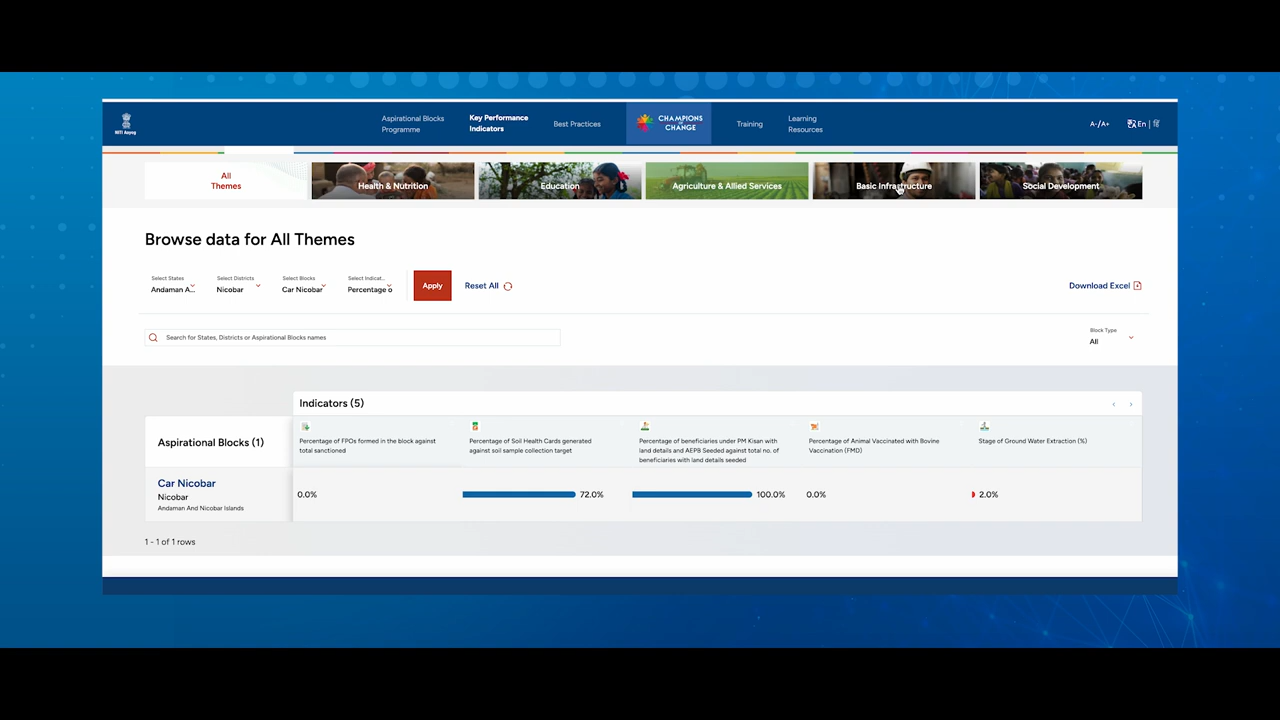 NITI Aayog
Aspirational Blocks
Programme
Key Performance
Indicators
Best Practices
CHAMPIONS
OF
CHANGE
Training
Learning
Resources
A-/A+
En | हिं
All
Themes
Health & Nutrition
Education
Agriculture & Allied Services
Basic Infrastructure
Social Development
Browse data for All Themes
Select States
Andaman A...
Select Districts
Nicobar
Select Blocks
Car Nicobar
Select Indicat...
Percentage o
Apply
Reset All
Download Excel
Search for States, Districts or Aspirational Blocks names
Block Type
All
Indicators (5)
Aspirational Blocks (1)
Percentage of FPOs formed in the block against
total sanctioned
Percentage of Soil Health Cards generated
against soil sample collection target
Percentage of beneficiaries under PM Kisan with
land details and AEPB Seeded against total no. of
beneficiaries with land details seeded
Percentage of Animal Vaccinated with Bovine
Vaccination (FMD)
Stage of Ground Water Extraction (%)
Car Nicobar
Nicobar
Andaman And Nicobar Islands
0.0%
72.0%
100.0%
0.0%
2.0%
1 - 1 of 1 rows